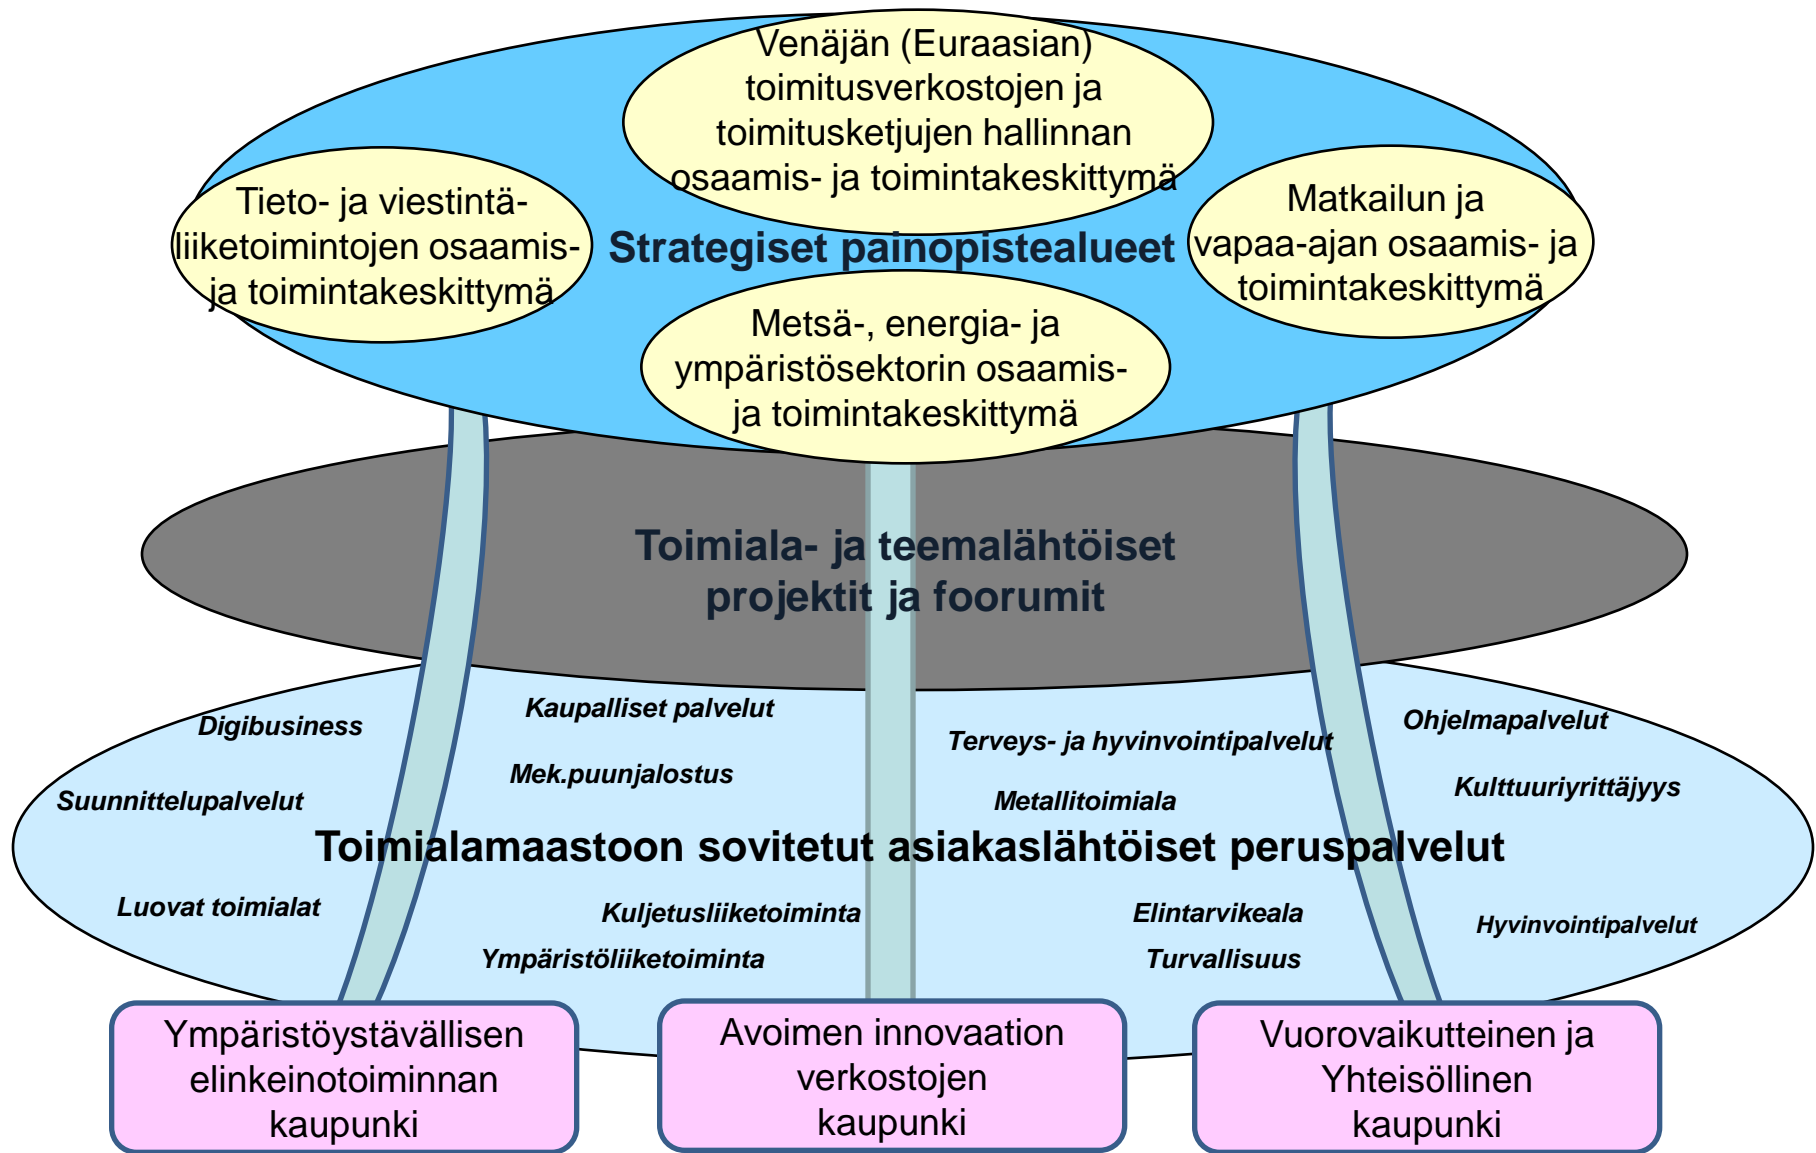 Venäjän (Euraasian)
toimitusverkostojen ja
toimitusketjujen hallinnan
osaamis- ja toimintakeskittymä
Tieto- ja viestintä-
liiketoimintojen osaamis-
ja toimintakeskittymä
Strategiset painopistealueet
Matkailun ja
vapaa-ajan osaamis- ja
toimintakeskittymä
Metsä-, energia- ja
ympäristösektorin osaamis-
ja toimintakeskittymä
Toimiala- ja teemalähtöiset
projektit ja foorumit
Digibusiness
Kaupalliset palvelut
Terveys- ja hyvinvointipalvelut
Ohjelmapalvelut
Suunnittelupalvelut
Mek.puunjalostus
Metallitoimiala
Kulttuuriyrittäjyys
Toimialamaastoon sovitetut asiakaslähtöiset peruspalvelut
Luovat toimialat
Kuljetusliiketoiminta
Elintarvikeala
Hyvinvointipalvelut
Ympäristöliiketoiminta
Turvallisuus
Ympäristöystävällisen
elinkeinotoiminnan
kaupunki
Avoimen innovaation
verkostojen
kaupunki
Vuorovaikutteinen ja
Yhteisöllinen
kaupunki